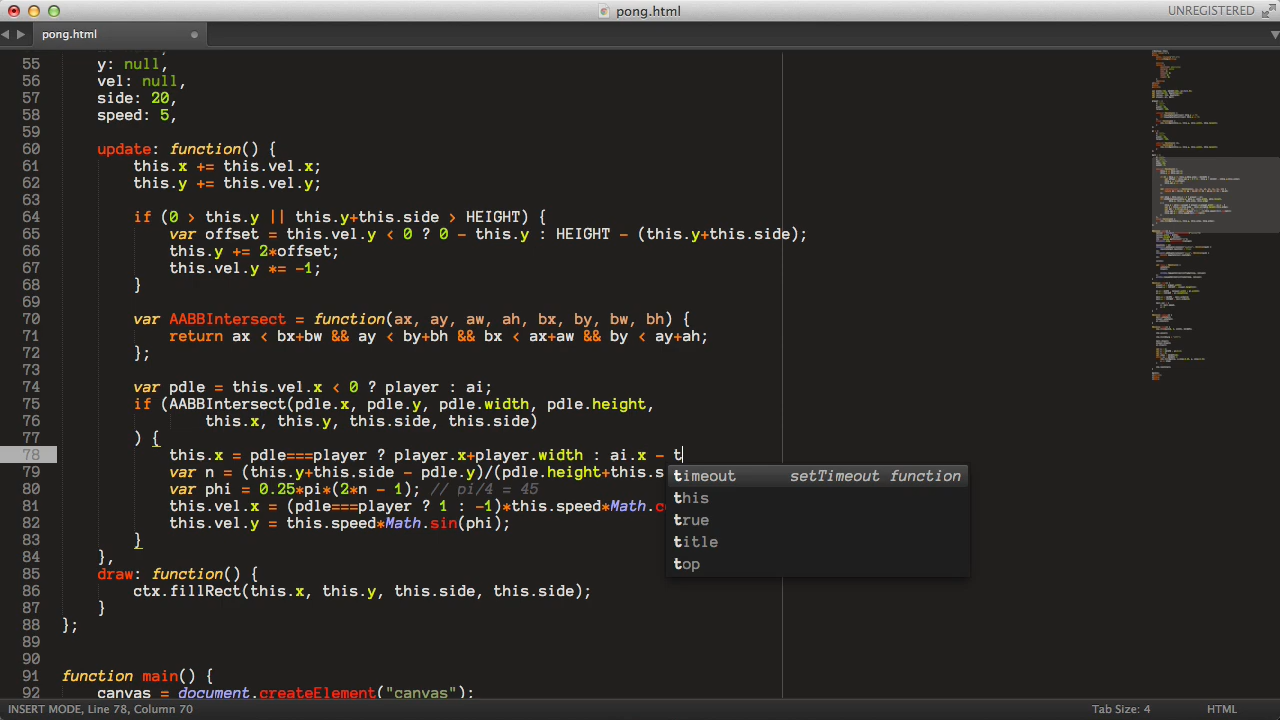 pong.html
UNREGISTERED
pong.html
55 y: null,
56 vel: null,
57 side: 20,
58 speed: 5,
59
60 update: function() {
61 this.x += this.vel.x;
62 this.y += this.vel.y;
63
64 if (0 > this.y || this.y+this.side > HEIGHT) {
65 var offset = this.vel.y < 0 ? 0 - this.y : HEIGHT - (this.y+this.side);
66 this.y += 2*offset;
67 this.vel.y *= -1;
68 }
69
70 var AABBIntersect = function(ax, ay, aw, ah, bx, by, bw, bh) {
71 return ax < bx+bw && ay < by+bh && bx < ax+aw && by < ay+ah;
72 };
73
74 var pdle = this.vel.x < 0 ? player : ai;
75 if (AABBIntersect(pdle.x, pdle.y, pdle.width, pdle.height,
76 this.x, this.y, this.side, this.side)
77 ) {
78 this.x = pdle===player ? player.x+player.width : ai.x - t
79 var n = (this.y+this.side - pdle.y)/(pdle.height+this.s
80 var phi = 0.25*pi*(2*n - 1); // pi/4 = 45
81 this.vel.x = (pdle===player ? 1 : -1)*this.speed*Math.c
82 this.vel.y = this.speed*Math.sin(phi);
83 }
84 },
85 draw: function() {
86 ctx.fillRect(this.x, this.y, this.side, this.side);
87 }
88 };
89
90
91 function main() {
92 canvas = document.createElement("canvas");
timeout setTimeout function
this
true
title
top
INSERT MODE, Line 78, Column 70
Tab Size: 4
HTML